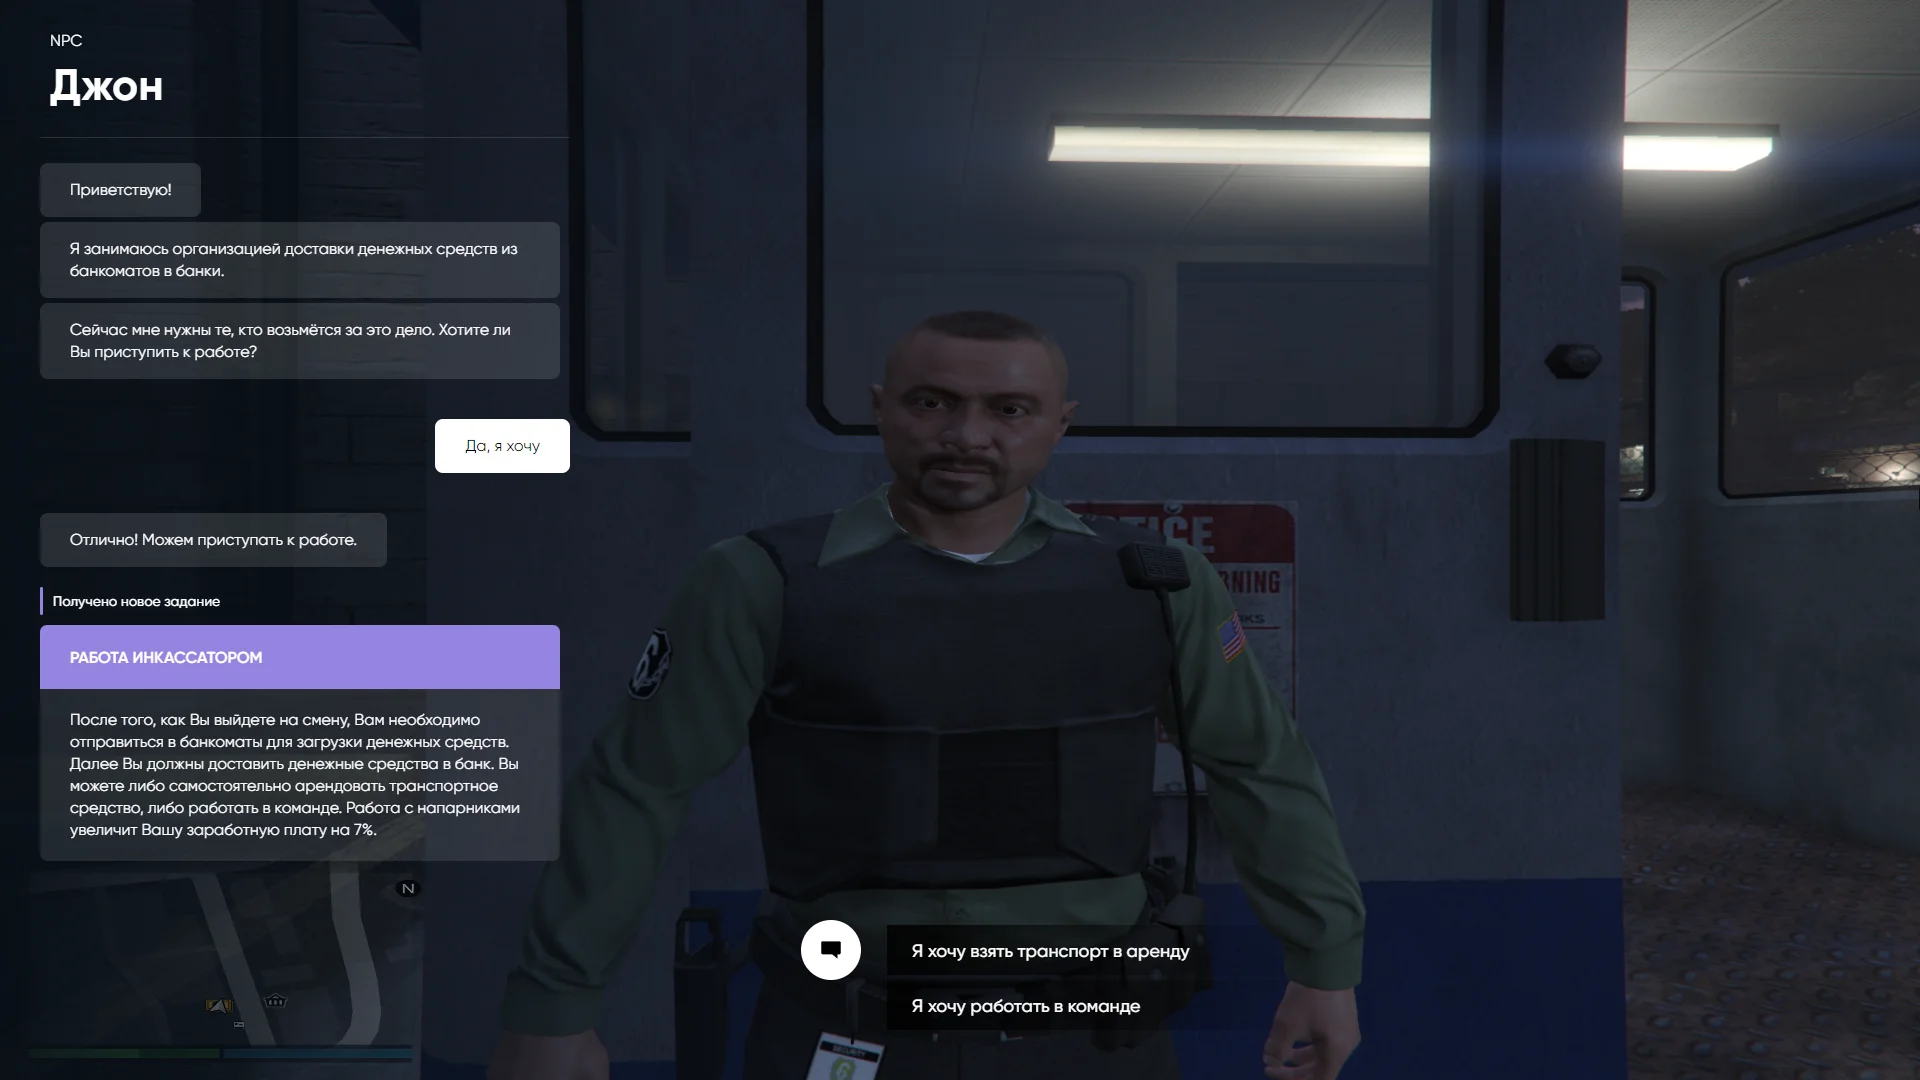 NPC
Джон
Приветствую!
Я занимаюсь организацией доставки денежных средств из
банкоматов в банки.
Сейчас мне нужны те, кто возьмётся за это дело. Хотите ли
Вы приступить к работе?
Да, я хочу
Отлично! Можем приступать к работе.
Получено новое задание
РАБОТА ИНКАССАТОРОМ
После того, как Вы выйдете на смену, Вам необходимо
отправиться в банкоматы для загрузки денежных средств.
Далее Вы должны доставить денежные средства в банк. Вы
можете либо самостоятельно арендовать транспортное
средство, либо работать в команде. Работа с напарниками
увеличит Вашу заработную плату на 7%.
N
Я хочу взять транспорт в аренду
Я хочу работать в команде
SECURITY
6